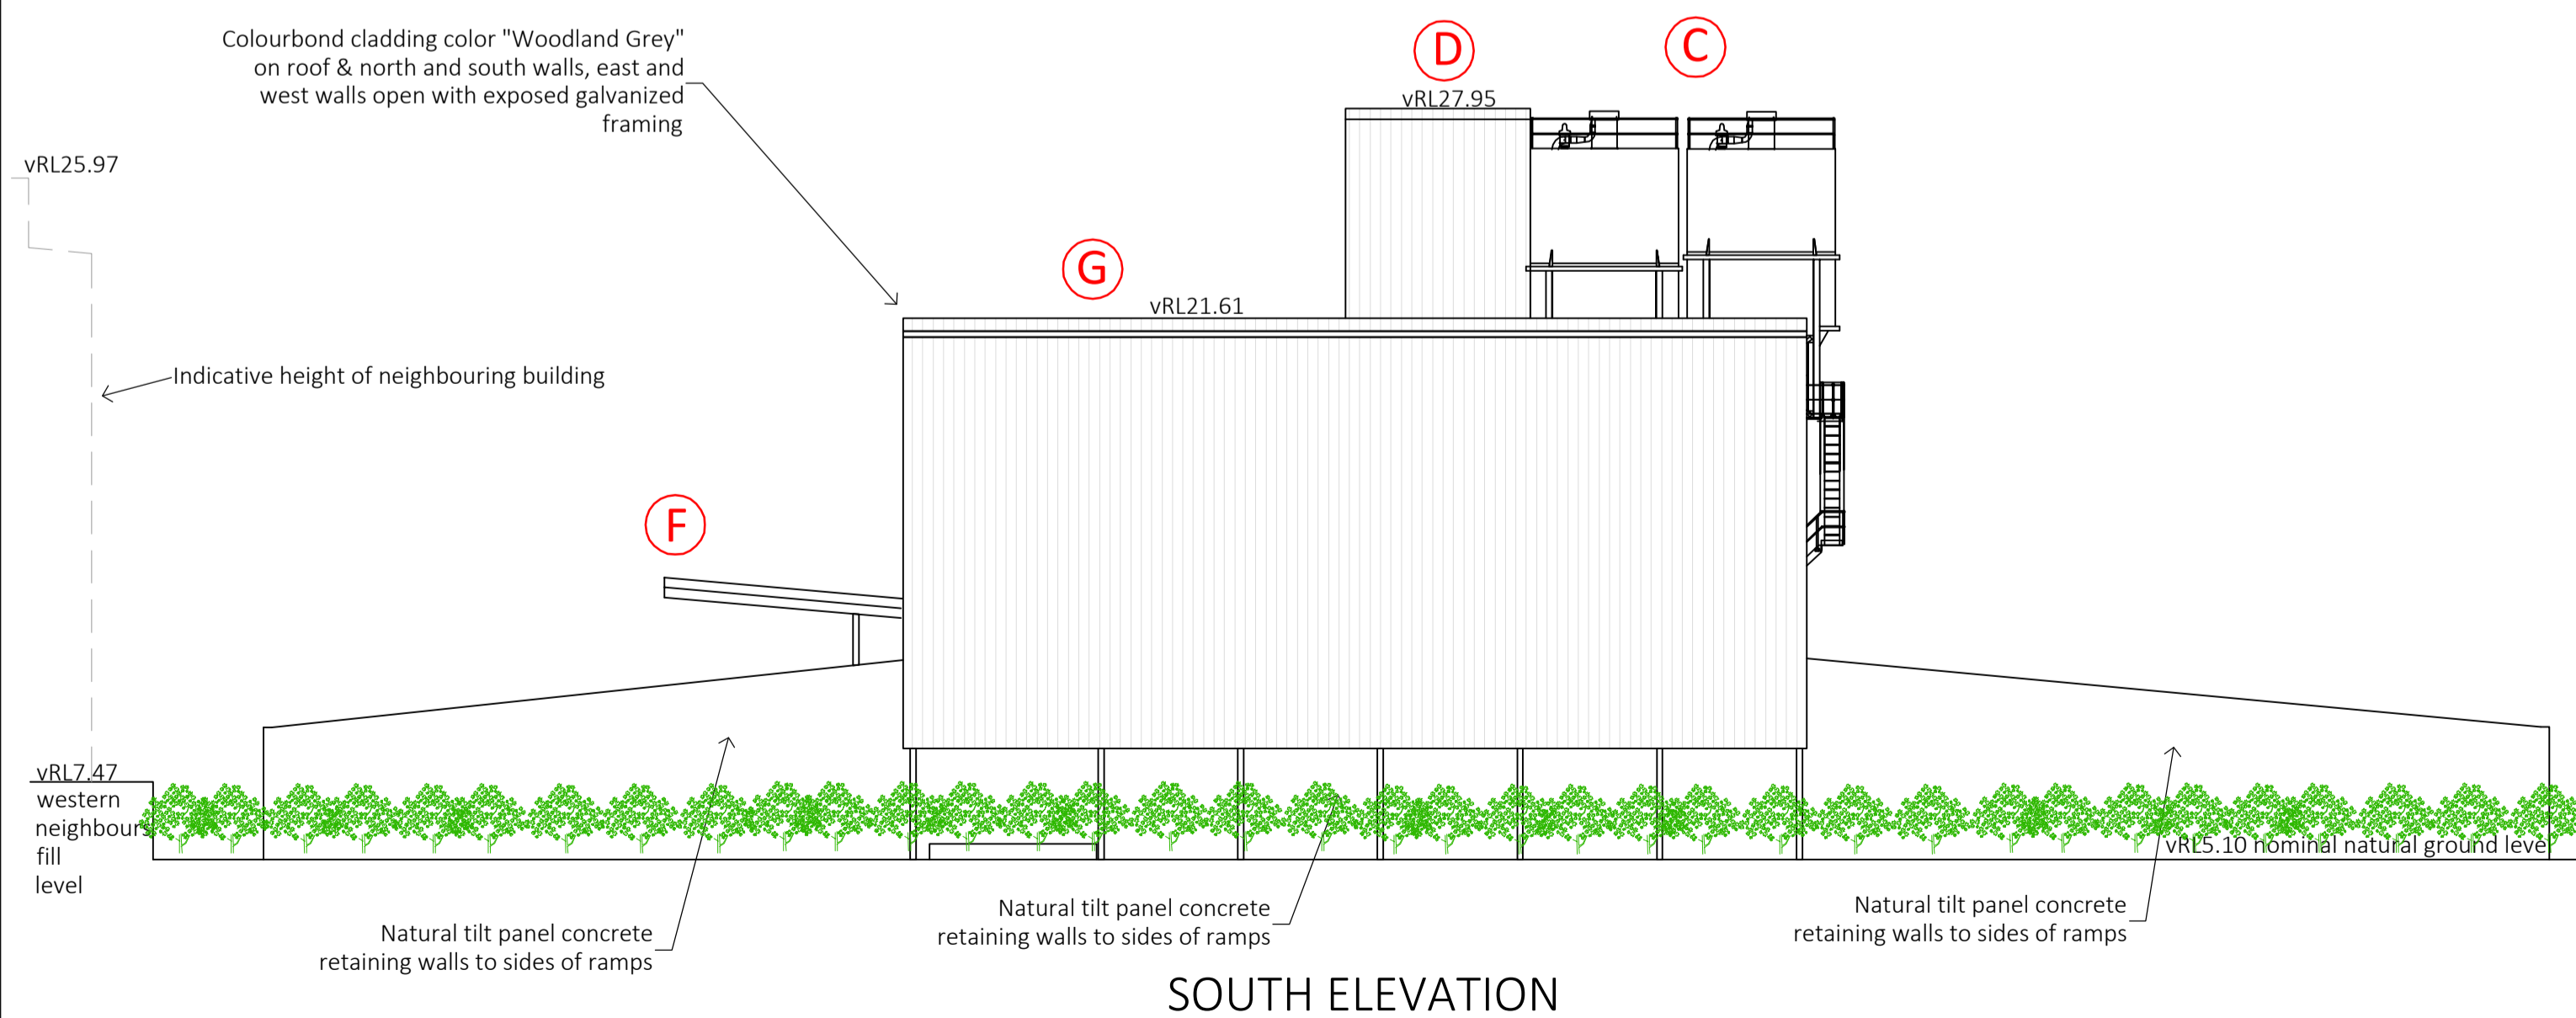 Colourbond cladding color "Woodland Grey"
on roof & north and south walls, east and
west walls open with exposed galvanized
framing
D
C
vRL27.95
vRL25.97
G
vRL21.61
Indicative height of neighbouring building
F
vRL7.47
western
neighbours
fill
level
vRL5.10 nominal natural ground level
Natural tilt panel concrete
retaining walls to sides of ramps
Natural tilt panel concrete
retaining walls to sides of ramps
Natural tilt panel concrete
retaining walls to sides of ramps
SOUTH ELEVATION